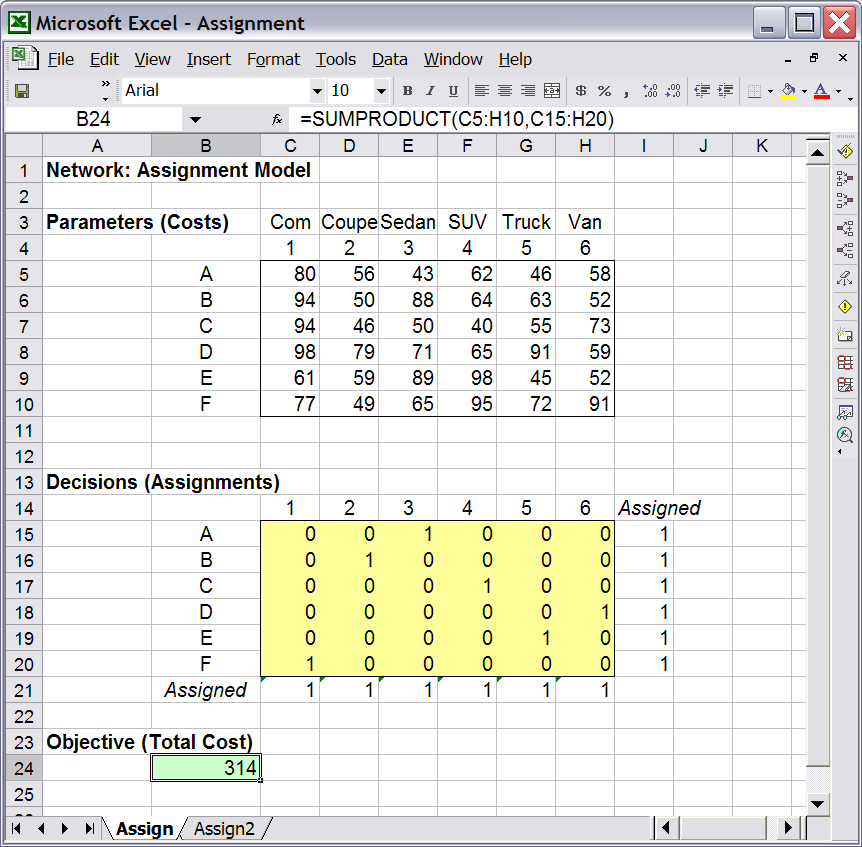 Microsoft Excel - Assignment
File Edit View Insert Format Tools Data Window Help
Arial 10 B I U $ % ,
B24 fx =SUMPRODUCT(C5:H10,C15:H20)
A B C D E F G H I J K
1 Network: Assignment Model
2
3 Parameters (Costs) Com Coupe Sedan SUV Truck Van
4 1 2 3 4 5 6
5 A 80 56 43 62 46 58
6 B 94 50 88 64 63 52
7 C 94 46 50 40 55 73
8 D 98 79 71 65 91 59
9 E 61 59 89 98 45 52
10 F 77 49 65 95 72 91
11
12
13 Decisions (Assignments)
14 1 2 3 4 5 6 Assigned
15 A 0 0 1 0 0 0 1
16 B 0 1 0 0 0 0 1
17 C 0 0 0 1 0 0 1
18 D 0 0 0 0 0 1 1
19 E 0 0 0 0 1 0 1
20 F 1 0 0 0 0 0 1
21 Assigned 1 1 1 1 1 1
22
23 Objective (Total Cost)
24 314
25
Assign Assign2